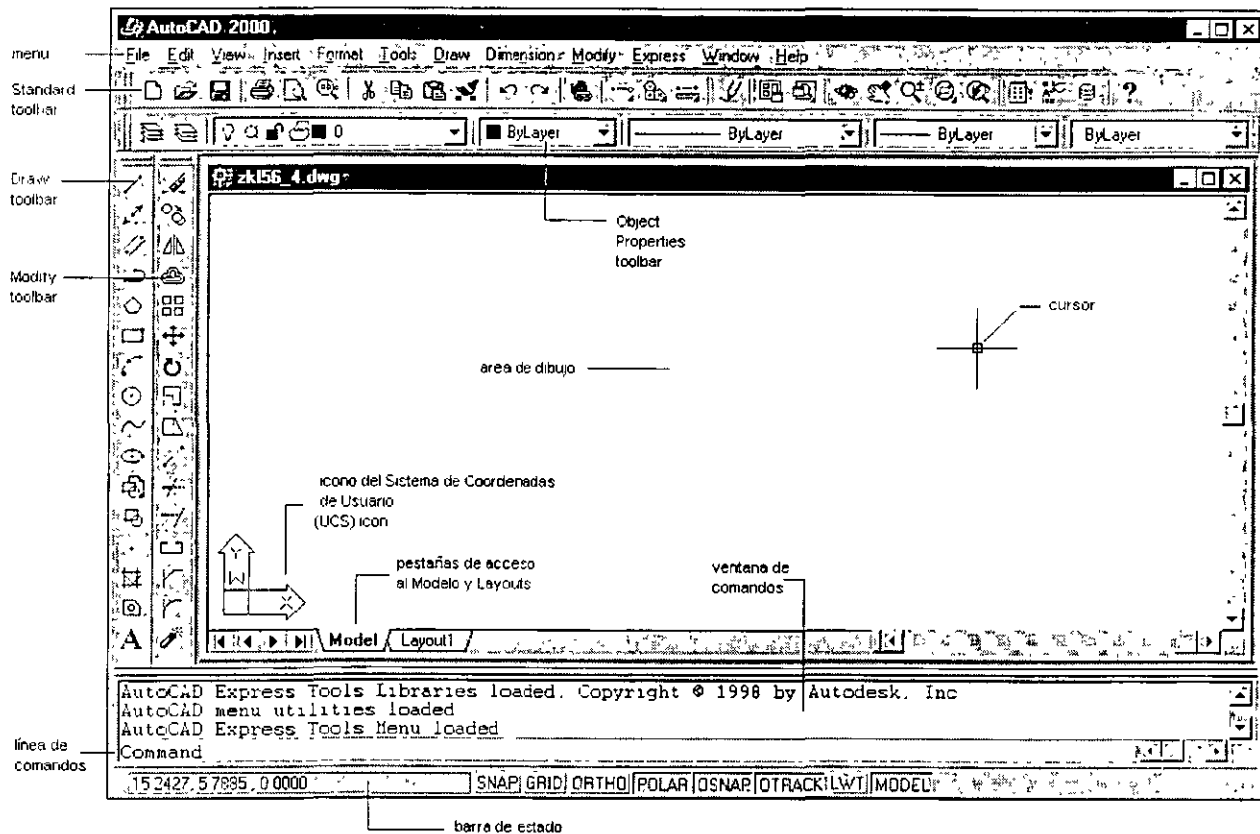 AutoCAD 2000
menu
File Edit View Insert Format Tools Draw Dimension Modify Express Window Help
Standard
toolbar
0
ByLayer
ByLayer
ByLayer
ByLayer
Draw
toolbar
zkl56_4.dwg
Object
Properties
toolbar
Modify
toolbar
cursor
area de dibujo
icono del Sistema de Coordenadas
de Usuario
(UCS) icon
Y
W
X
pestañas de acceso
al Modelo y Layouts
ventana de
comandos
A
Model Layout1
AutoCAD Express Tools Libraries loaded. Copyright © 1998 by Autodesk, Inc
AutoCAD menu utilities loaded
AutoCAD Express Tools Menu loaded
línea de
comandos
Command
15.2427, 5.7885, 0.0000 SNAP GRID ORTHO POLAR OSNAP OTRACK LWT MODEL
barra de estado